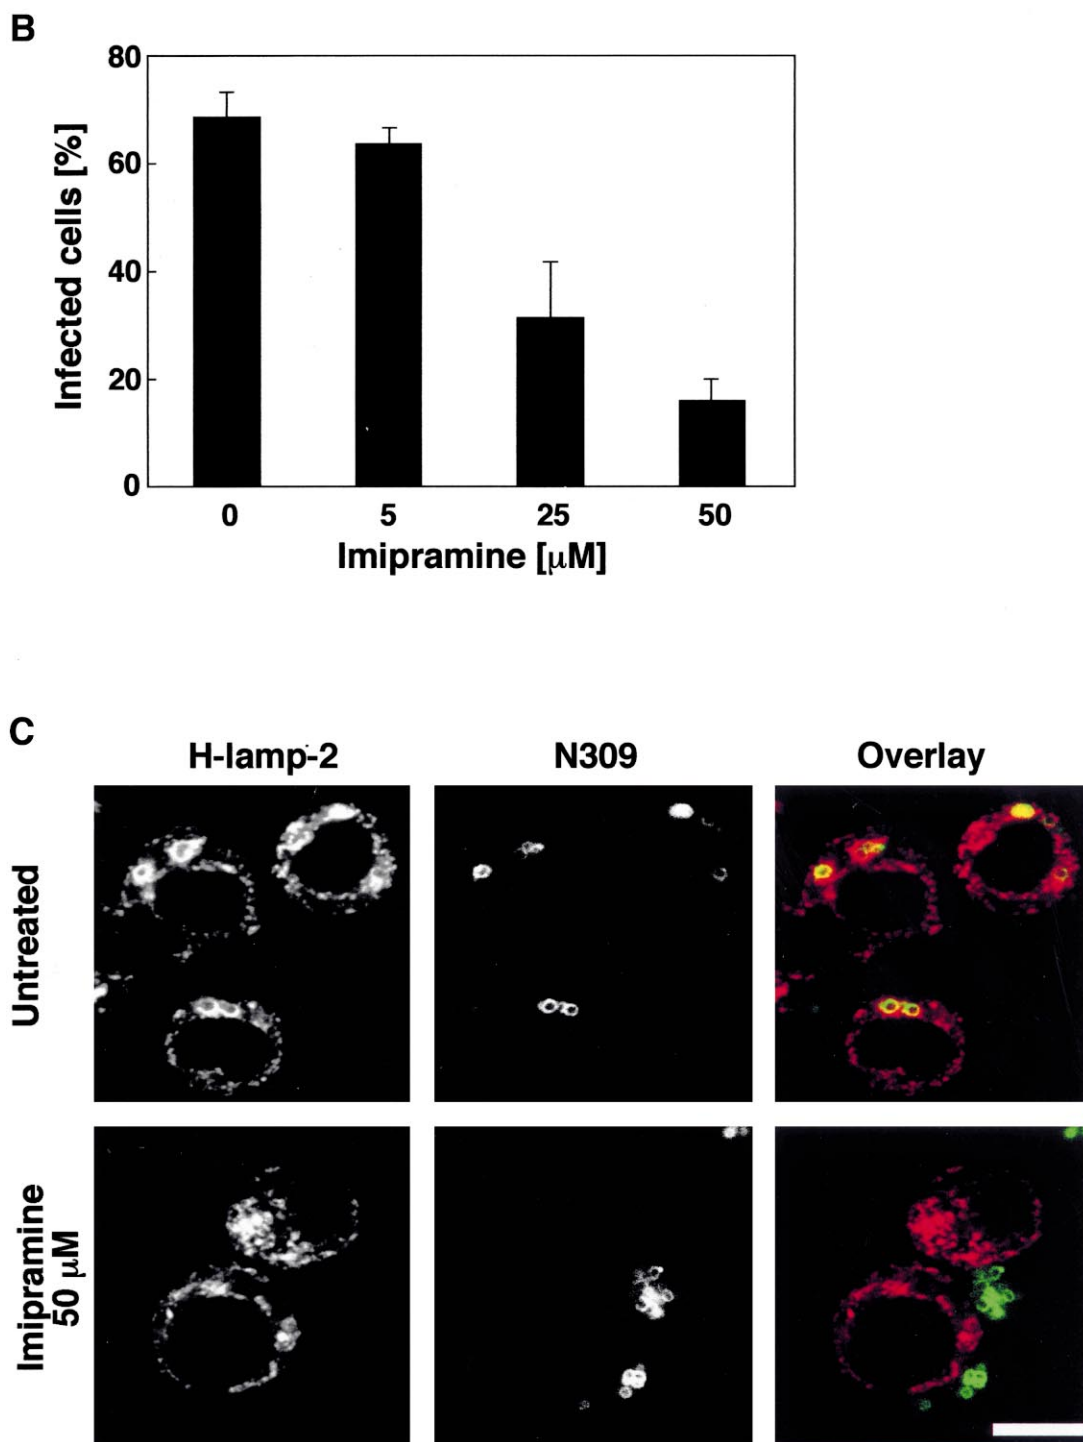 B
80
60
40
20
0
Infected cells [%]
0 5 25 50
Imipramine [μM]
C
H-lamp-2 N309 Overlay
Untreated
Imipramine
50 μM